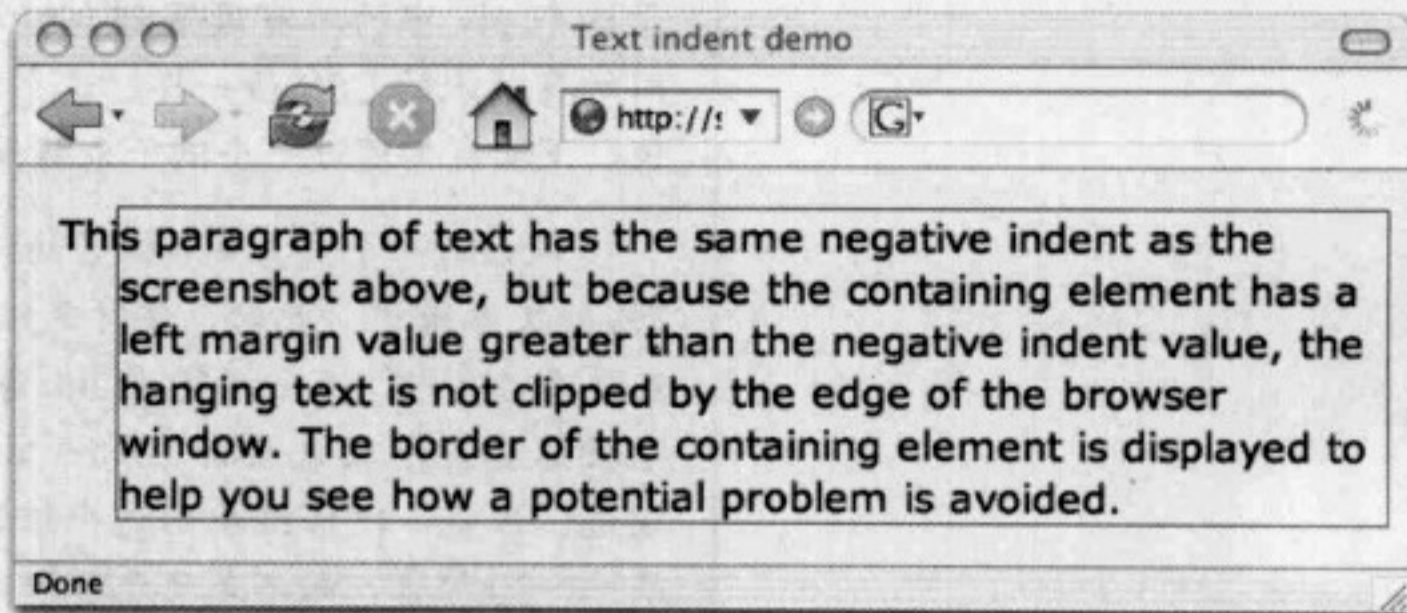 Text indent demo
http://s
G
This paragraph of text has the same negative indent as the
screenshot above, but because the containing element has a
left margin value greater than the negative indent value, the
hanging text is not clipped by the edge of the browser
window. The border of the containing element is displayed to
help you see how a potential problem is avoided.
Done